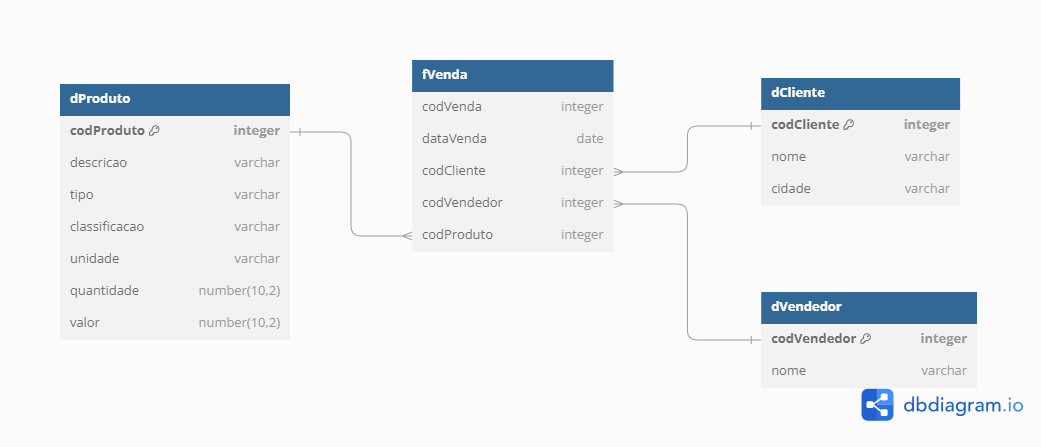 dProduto
codProduto integer
descricao varchar
tipo varchar
classificacao varchar
unidade varchar
quantidade number(10,2)
valor number(10,2)
fVenda
codVenda integer
dataVenda date
codCliente integer
codVendedor integer
codProduto integer
dCliente
codCliente integer
nome varchar
cidade varchar
dVendedor
codVendedor integer
nome varchar
dbdiagram.io